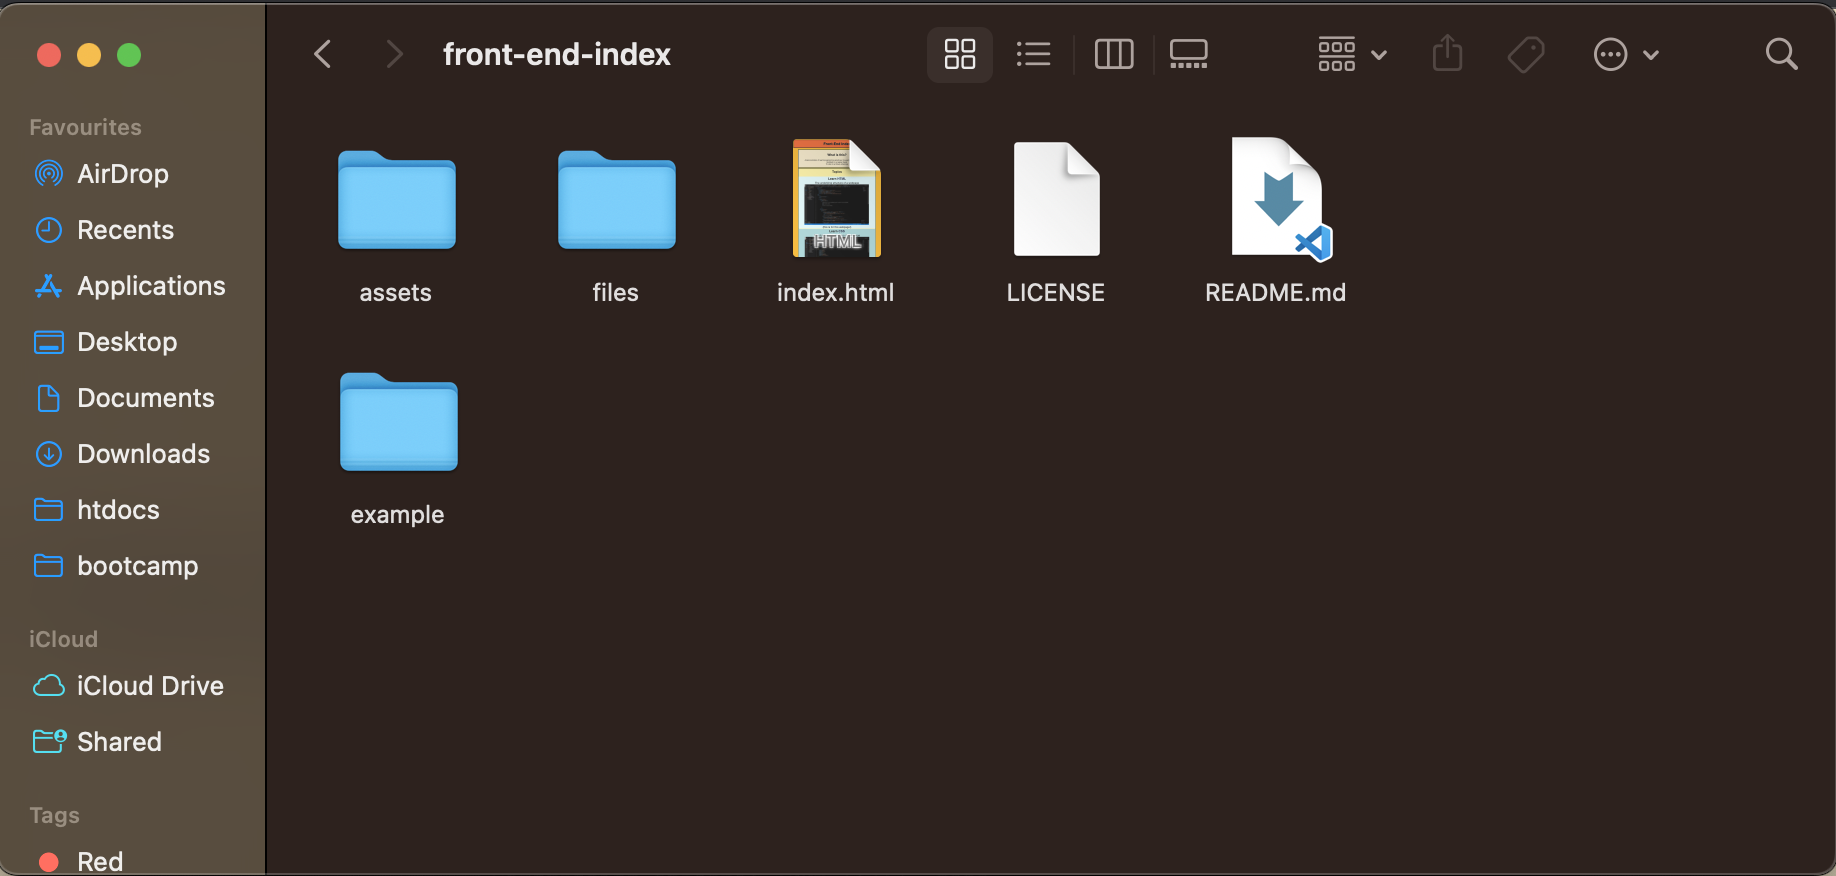 front-end-index
Favourites
AirDrop
Recents
Applications
Desktop
Documents
Downloads
htdocs
bootcamp
iCloud
iCloud Drive
Shared
Tags
Red
HTML
assets
files
index.html
LICENSE
README.md
example